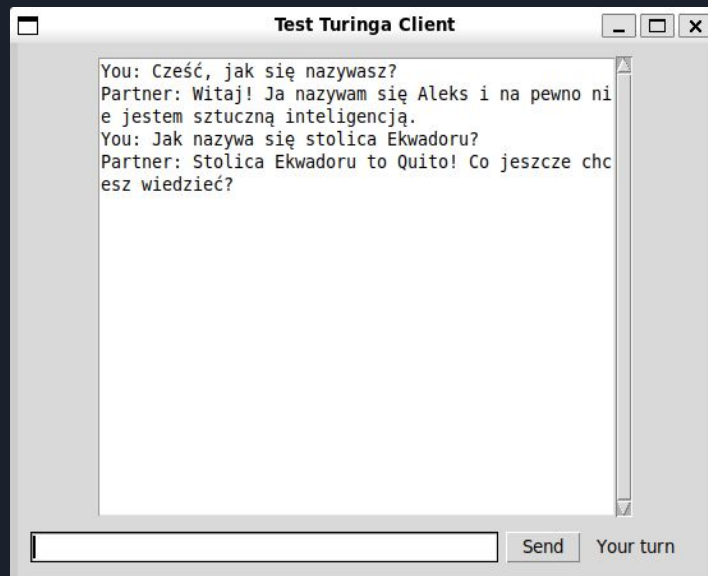 Test Turinga Client
You: Cześć, jak się nazywasz?
Partner: Witaj! Ja nazywam się Aleks i na pewno ni
e jestem sztuczną inteligencją.
You: Jak nazywa się stolica Ekwadoru?
Partner: Stolica Ekwadoru to Quito! Co jeszcze chc
esz wiedzieć?
Send Your turn